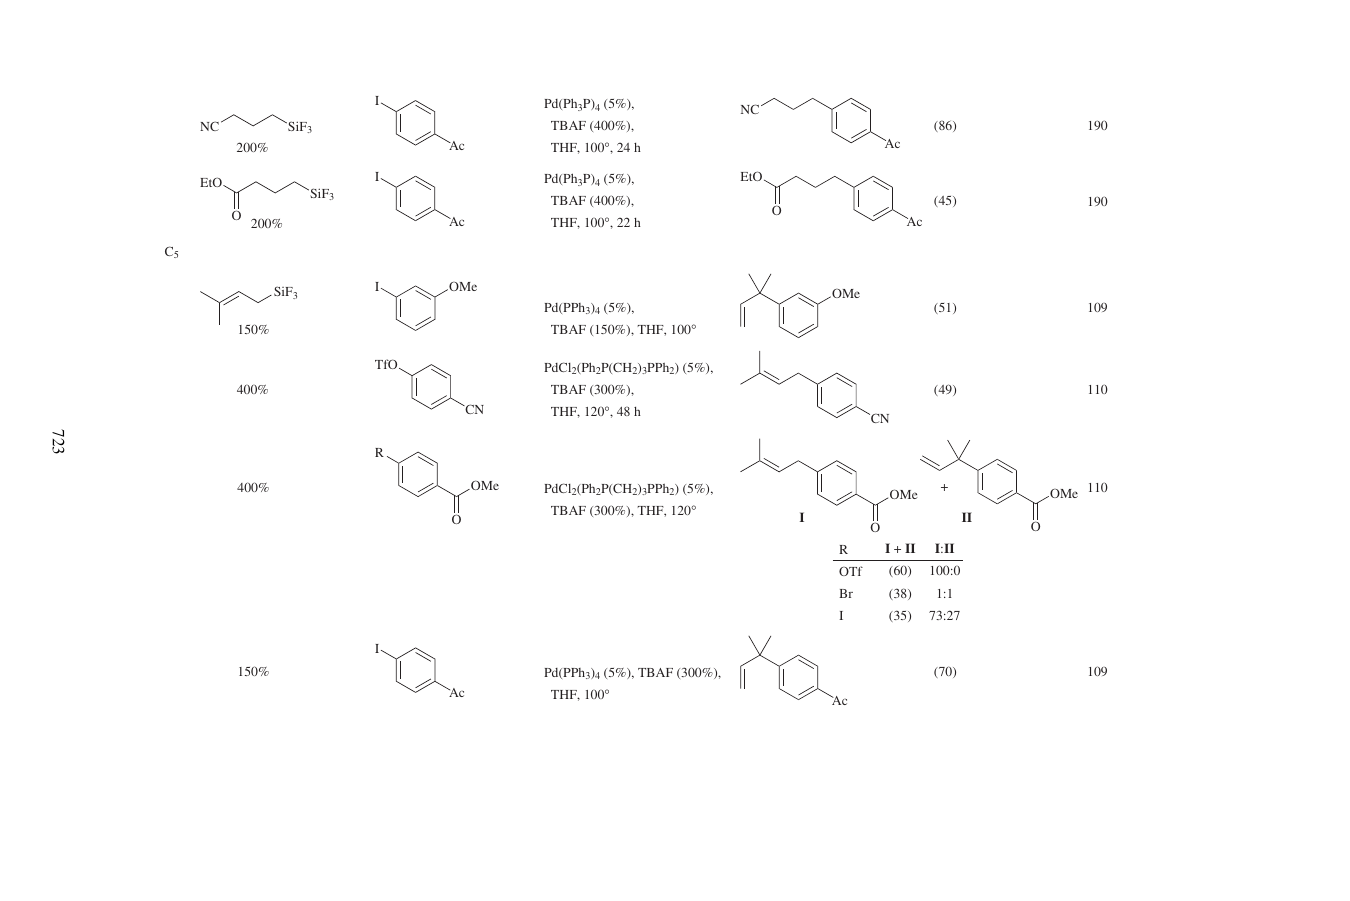 NC SiF3
200%
I Ac
Pd(Ph3P)4 (5%),
TBAF (400%),
THF, 100°, 24 h
NC Ac
(86) 190
EtO O SiF3
200%
I Ac
Pd(Ph3P)4 (5%),
TBAF (400%),
THF, 100°, 22 h
EtO O Ac
(45) 190
C5
SiF3
150%
I OMe
Pd(PPh3)4 (5%),
TBAF (150%), THF, 100°
OMe
(51) 109
400%
TfO CN
PdCl2(Ph2P(CH2)3PPh2) (5%),
TBAF (300%),
THF, 120°, 48 h
CN
(49) 110
723
400%
R OMe O
PdCl2(Ph2P(CH2)3PPh2) (5%),
TBAF (300%), THF, 120°
OMe O I
+
OMe O II
110
R I + II I:II
OTf (60) 100:0
Br (38) 1:1
I (35) 73:27
150%
I Ac
Pd(PPh3)4 (5%), TBAF (300%),
THF, 100°
Ac
(70) 109